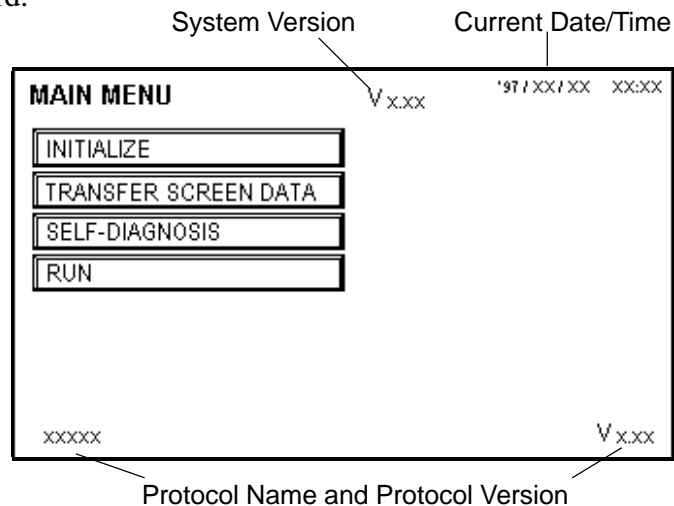 rd.
System Version Current Date/Time
MAIN MENU V x.xx '97 / XX / XX XX:XX
INITIALIZE
TRANSFER SCREEN DATA
SELF-DIAGNOSIS
RUN
xxxxx V x.xx
Protocol Name and Protocol Version